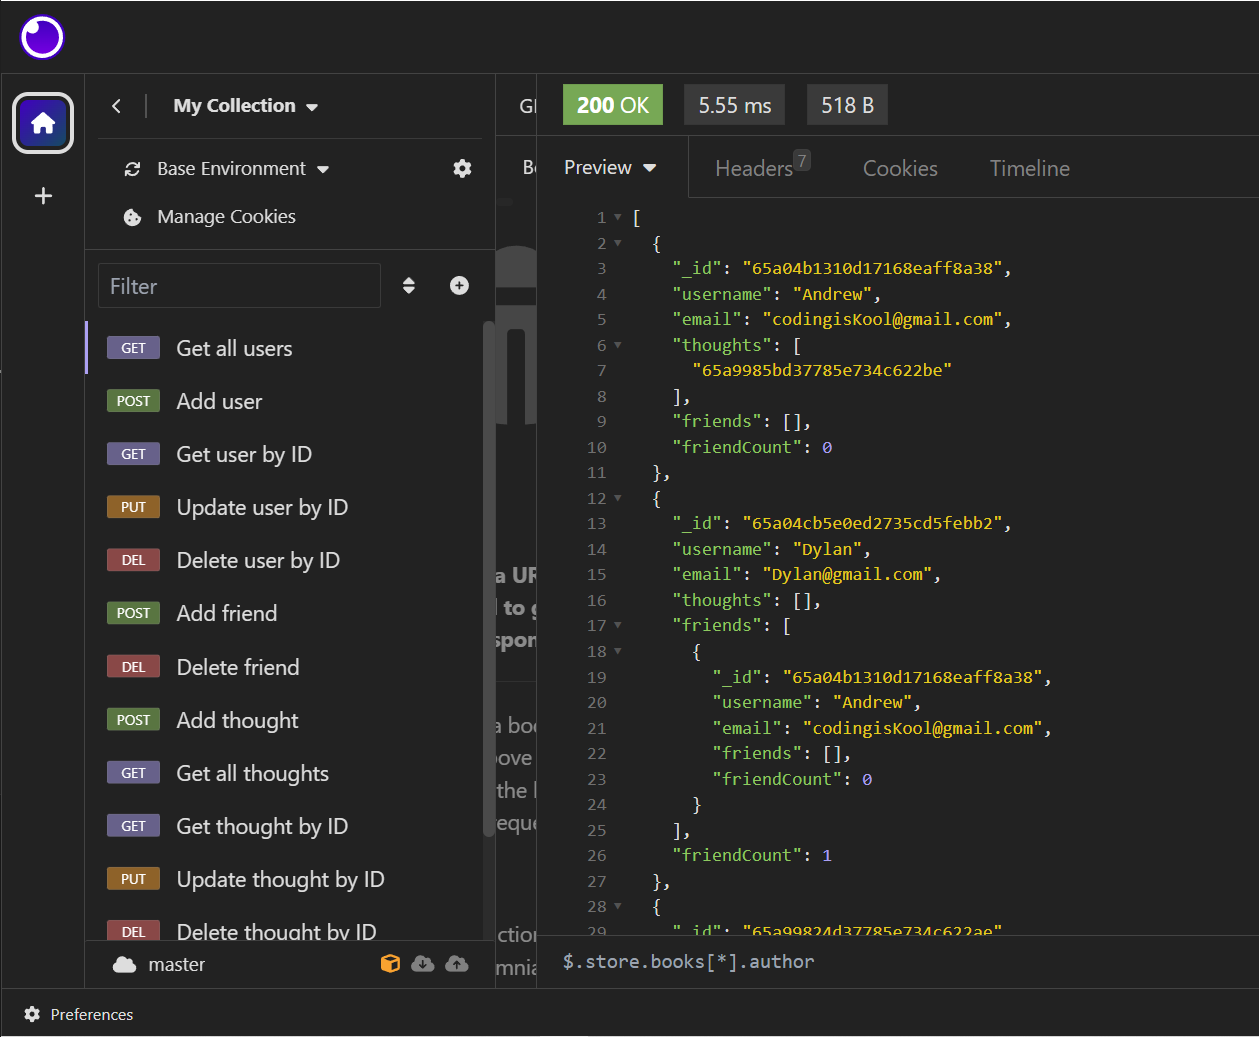 My Collection
Base Environment
Manage Cookies
Filter
GET Get all users
POST Add user
GET Get user by ID
PUT Update user by ID
DEL Delete user by ID
POST Add friend
DEL Delete friend
POST Add thought
GET Get all thoughts
GET Get thought by ID
PUT Update thought by ID
DEL Delete thought by ID
master
Preferences
a UR
to g
spon
a bo
ove
the
eque
ction
mnia
200 OK 5.55 ms 518 B
Preview Headers 7 Cookies Timeline
1 [
2 {
3 "_id": "65a04b1310d17168eaff8a38",
4 "username": "Andrew",
5 "email": "codingisKool@gmail.com",
6 "thoughts": [
7 "65a9985bd37785e734c622be"
8 ],
9 "friends": [],
10 "friendCount": 0
11 },
12 {
13 "_id": "65a04cb5e0ed2735cd5febb2",
14 "username": "Dylan",
15 "email": "Dylan@gmail.com",
16 "thoughts": [],
17 "friends": [
18 {
19 "_id": "65a04b1310d17168eaff8a38",
20 "username": "Andrew",
21 "email": "codingisKool@gmail.com",
22 "friends": [],
23 "friendCount": 0
24 }
25 ],
26 "friendCount": 1
27 },
28 {
29 "_id": "65a99824d37785e734c622ae"
$.store.books[*].author